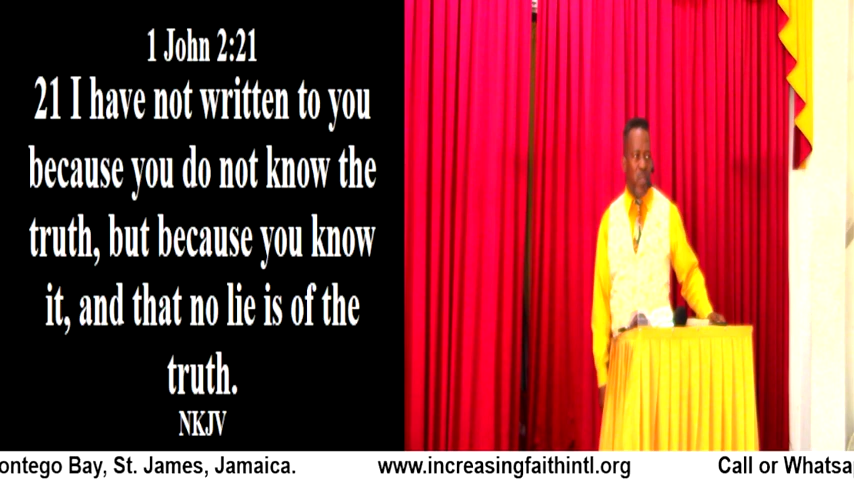 1 John 2:21
21 I have not written to you
because you do not know the
truth, but because you know
it, and that no lie is of the
truth.
NKJV
ontego Bay, St. James, Jamaica. www.increasingfaithintl.org Call or Whatsa